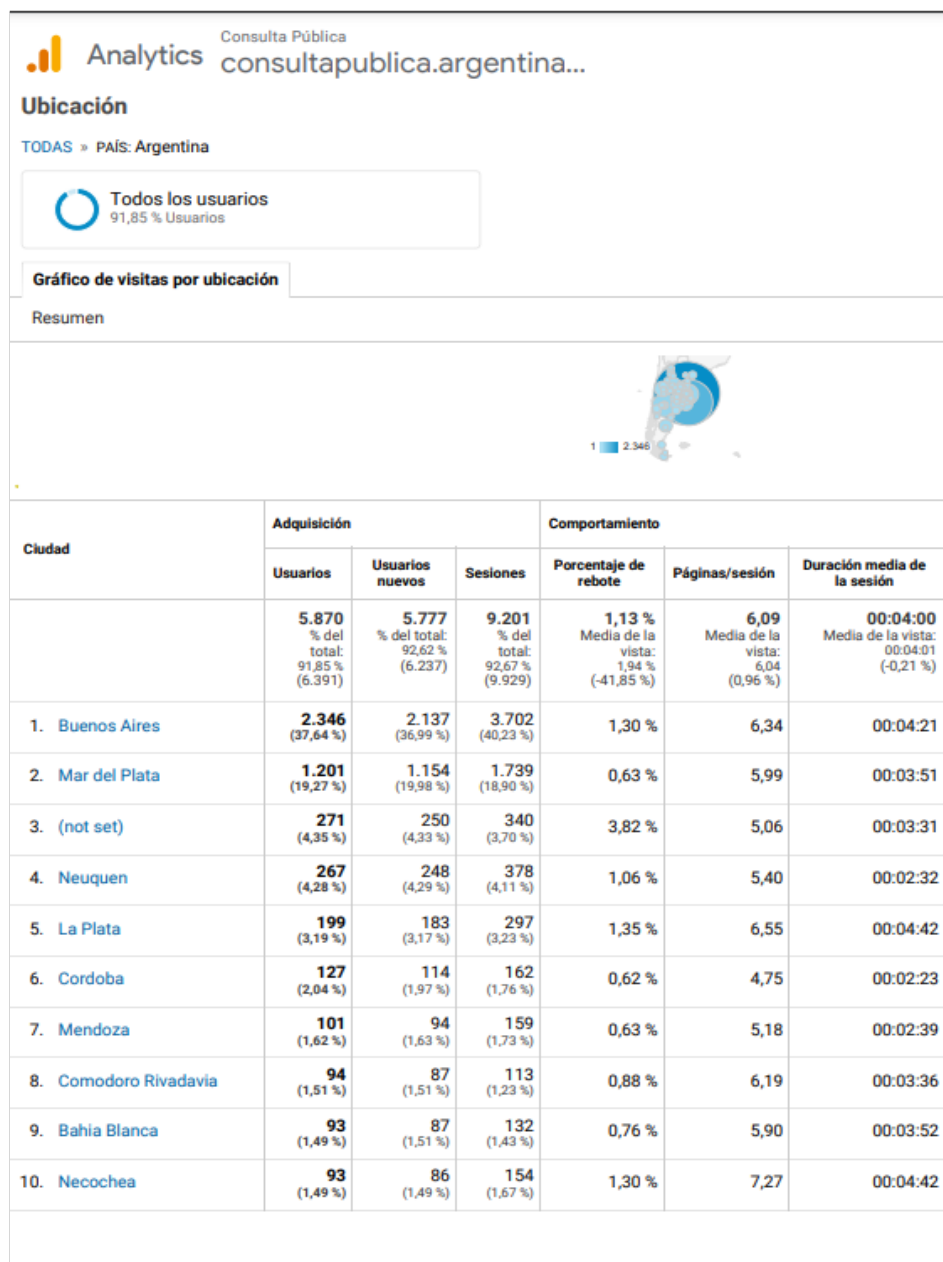 Consulta Pública
Analytics consultapublica.argentina...
Ubicación
TODAS » PAÍS: Argentina
Todos los usuarios
91,85 % Usuarios
Gráfico de visitas por ubicación
Resumen
1 2.346
Ciudad Adquisición Comportamiento
Usuarios Usuarios nuevos Sesiones Porcentaje de rebote Páginas/sesión Duración media de la sesión
5.870 5.777 9.201 1,13 % 6,09 00:04:00
% del total: 91,85 % (6.391) % del total: 92,62 % (6.237) % del total: 92,67 % (9.929) Media de la vista: 1,94 % (-41,85 %) Media de la vista: 6,04 (0,96 %) Media de la vista: 00:04:01 (-0,21 %)
1. Buenos Aires 2.346 (37,64 %) 2.137 (36,99 %) 3.702 (40,23 %) 1,30 % 6,34 00:04:21
2. Mar del Plata 1.201 (19,27 %) 1.154 (19,98 %) 1.739 (18,90 %) 0,63 % 5,99 00:03:51
3. (not set) 271 (4,35 %) 250 (4,33 %) 340 (3,70 %) 3,82 % 5,06 00:03:31
4. Neuquen 267 (4,28 %) 248 (4,29 %) 378 (4,11 %) 1,06 % 5,40 00:02:32
5. La Plata 199 (3,19 %) 183 (3,17 %) 297 (3,23 %) 1,35 % 6,55 00:04:42
6. Cordoba 127 (2,04 %) 114 (1,97 %) 162 (1,76 %) 0,62 % 4,75 00:02:23
7. Mendoza 101 (1,62 %) 94 (1,63 %) 159 (1,73 %) 0,63 % 5,18 00:02:39
8. Comodoro Rivadavia 94 (1,51 %) 87 (1,51 %) 113 (1,23 %) 0,88 % 6,19 00:03:36
9. Bahia Blanca 93 (1,49 %) 87 (1,51 %) 132 (1,43 %) 0,76 % 5,90 00:03:52
10. Necochea 93 (1,49 %) 86 (1,49 %) 154 (1,67 %) 1,30 % 7,27 00:04:42